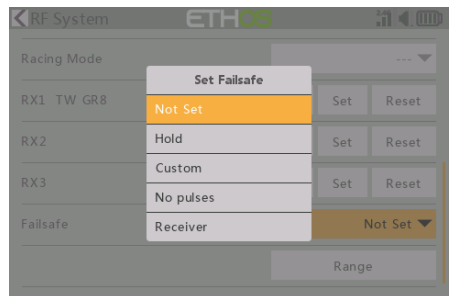 RF System
ETHOS
Racing Mode
---
Set Failsafe
RX1 TW GR8
Not Set
Set
Reset
RX2
Hold
Set
Reset
Custom
RX3
No pulses
Set
Reset
Failsafe
Receiver
Not Set
Range